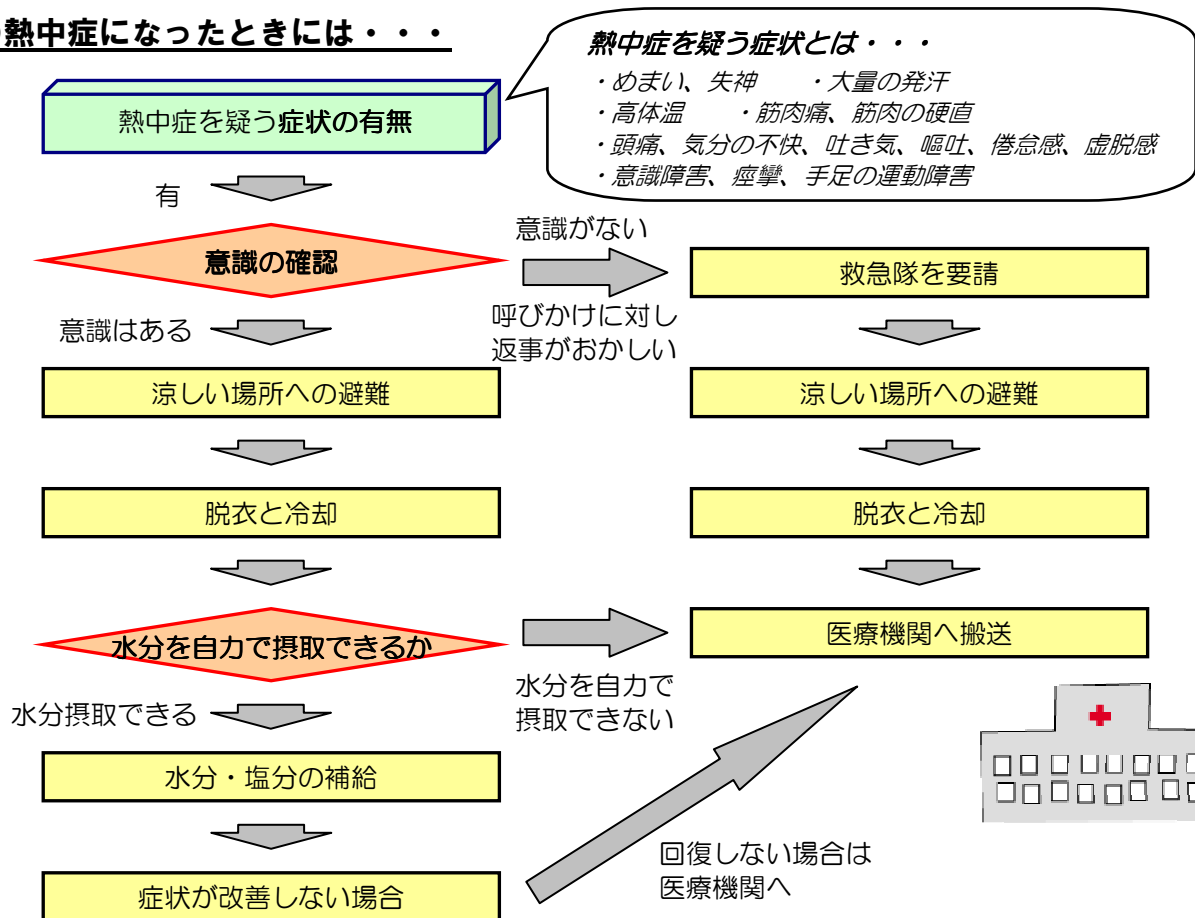 熱中症になったときには・・・
熱中症を疑う症状とは・・・
・めまい、失神　・大量の発汗
・高体温　・筋肉痛、筋肉の硬直
・頭痛、気分の不快、吐き気、嘔吐、倦怠感、虚脱感
・意識障害、痙攣、手足の運動障害
熱中症を疑う症状の有無
有
意識の確認
意識がない
呼びかけに対し
返事がおかしい
救急隊を要請
意識はある
涼しい場所への避難
涼しい場所への避難
脱衣と冷却
脱衣と冷却
水分を自力で摂取できるか
水分を自力で
摂取できない
医療機関へ搬送
水分摂取できる
水分・塩分の補給
症状が改善しない場合
回復しない場合は
医療機関へ